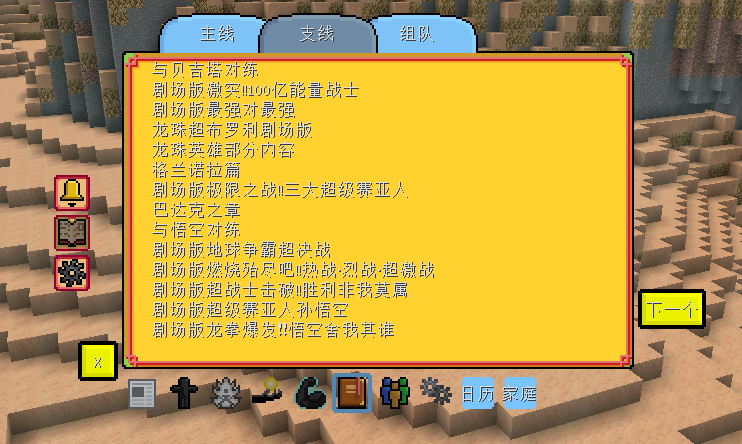 主线 支线 组队
与贝吉塔对练
剧场版激突!!100亿能量战士
剧场版最强对最强
龙珠超布罗利剧场版
龙珠英雄部分内容
格兰诺拉篇
剧场版极限之战!!三大超级赛亚人
巴达克之章
与悟空对练
剧场版地球争霸超决战
剧场版燃烧殆尽吧!!热战·烈战·超激战
剧场版超战士击破!!胜利非我莫属
剧场版超级赛亚人孙悟空
剧场版龙拳爆发!!悟空舍我其谁
下一个
X
日历 家庭